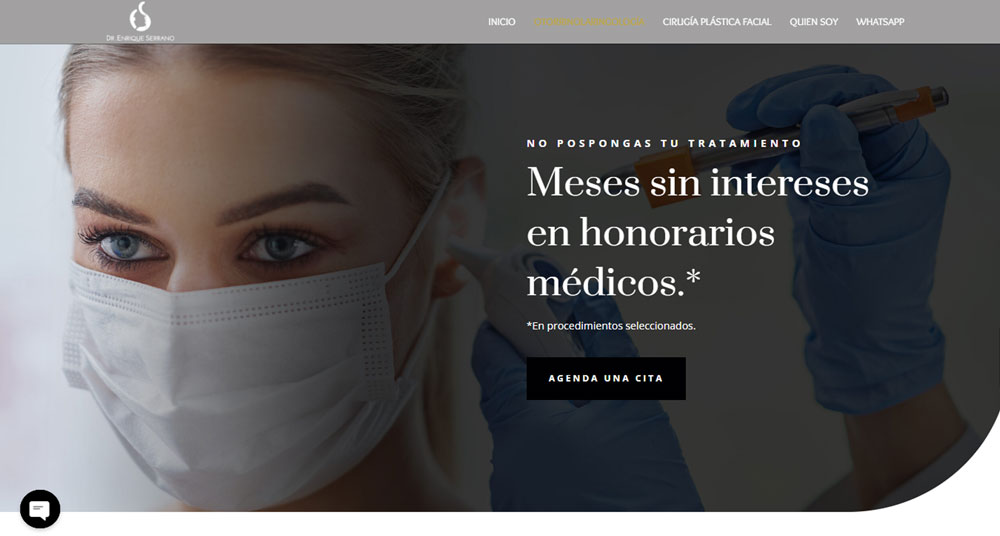 DR ENRIQUE SERRANO
INICIO
CIRUGÍA PLÁSTICA FACIAL
QUIEN SOY
WHATSAPP
NO POSPONGAS TU TRATAMIENTO
Meses sin intereses
en honorarios
médicos.*
*En procedimientos seleccionados.
AGENDA UNA CITA